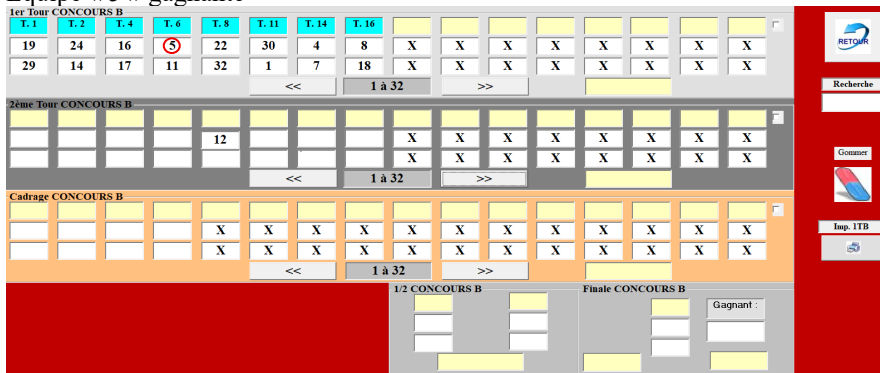 1er Tour CONCOURS B
T. 1 T. 2 T. 4 T. 6 T. 8 T. 11 T. 14 T. 16
19 24 16 5 22 30 4 8 X X X X X X X X
29 14 17 11 32 1 7 18 X X X X X X X X
<< 1 à 32 >>
2ème Tour CONCOURS B
12 X X X X X X X X
X X X X X X X X
<< 1 à 32 >>
Cadrage CONCOURS B
X X X X X X X X X X X X
X X X X X X X X X X X X
<< 1 à 32 >>
1/2 CONCOURS B
Finale CONCOURS B
Gagnant :
RETOUR
Recherche
Gommer
Imp. 1TB